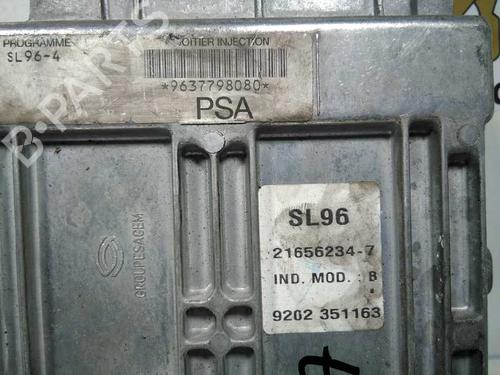 PROGRAMME
SL96-4
BOITIER INJECTION
*9637798080*
PSA
B-PARTS
GROUPE SAGEM
SL96
21656234-7
IND. MOD. : B
9202 351163